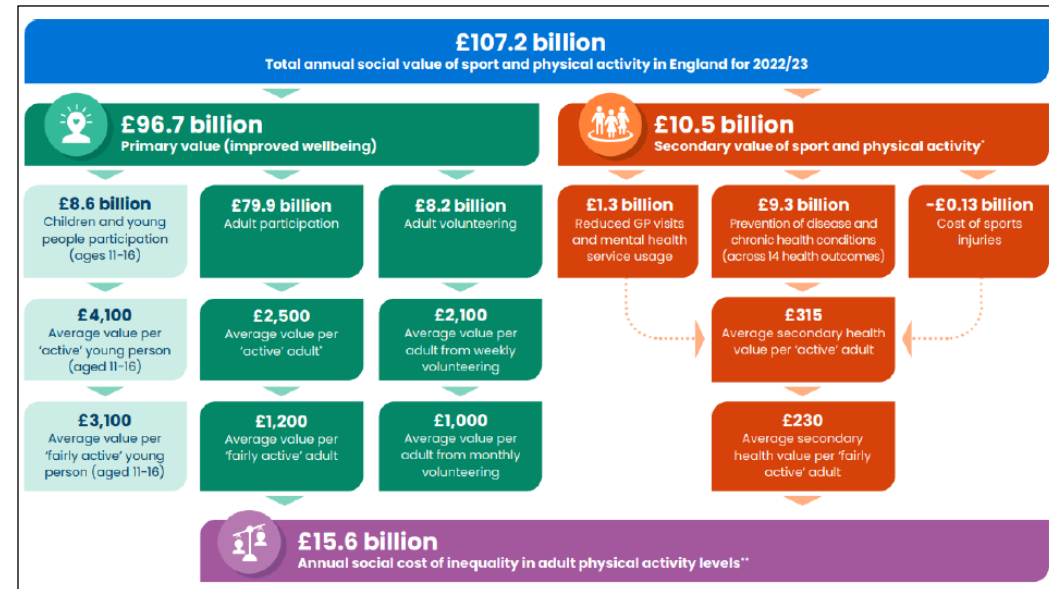 £107.2 billion
Total annual social value of sport and physical activity in England for 2022/23
£96.7 billion
Primary value (improved wellbeing)
£10.5 billion
Secondary value of sport and physical activity*
£8.6 billion
Children and young
people participation
(ages 11-16)
£79.9 billion
Adult participation
£8.2 billion
Adult volunteering
£1.3 billion
Reduced GP visits
and mental health
service usage
£9.3 billion
Prevention of disease and
chronic health conditions
(across 14 health outcomes)
-£0.13 billion
Cost of sports
injuries
£4,100
Average value per
'active' young person
(aged 11-16)
£2,500
Average value per
'active' adult*
£2,100
Average value per
adult from weekly
volunteering
£315
Average secondary health
value per 'active' adult
£3,100
Average value per
'fairly active' young
person (aged 11-16)
£1,200
Average value per
'fairly active' adult
£1,000
Average value per
adult from monthly
volunteering
£230
Average secondary
health value per 'fairly
active' adult
£15.6 billion
Annual social cost of inequality in adult physical activity levels**